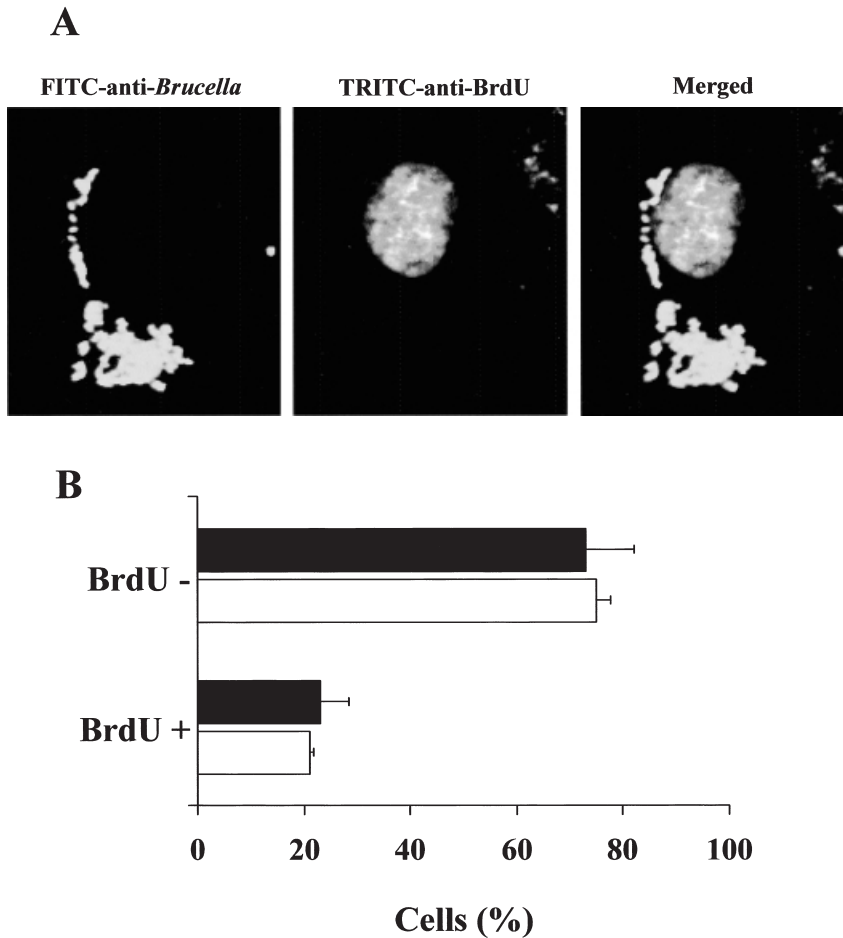 A
FITC-anti-Brucella TRITC-anti-BrdU Merged
B
BrdU -
BrdU +
0 20 40 60 80 100
Cells (%)